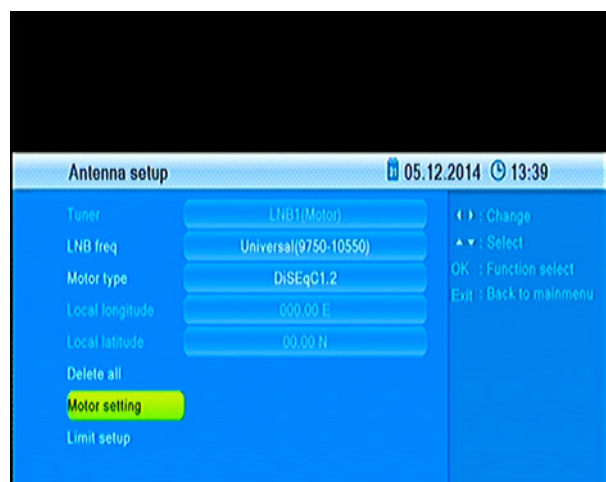 Antenna setup 05.12.2014 13:39
Tuner LNB1(Motor)
LNB freq Universal(9750-10550)
Motor type DiSEqC1.2
Local longitude 000.00 E
Local latitude 00.00 N
Delete all
Motor setting
Limit setup
: Change
: Select
OK : Function select
Exit : Back to mainmenu